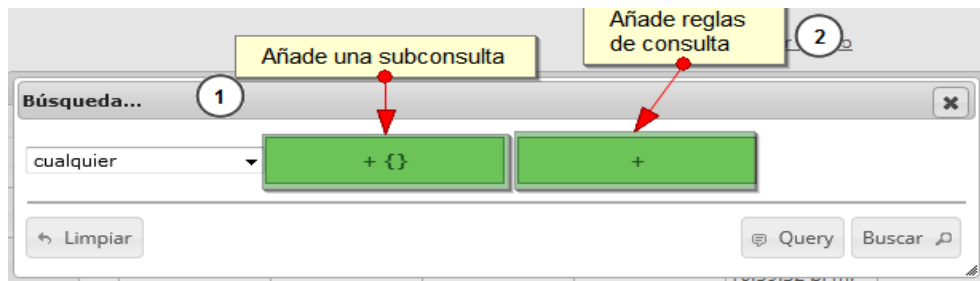 Añade reglas
de consulta
2
Añade una subconsulta
1
Búsqueda...
cualquier
+ {}
+
Limpiar
Query
Buscar